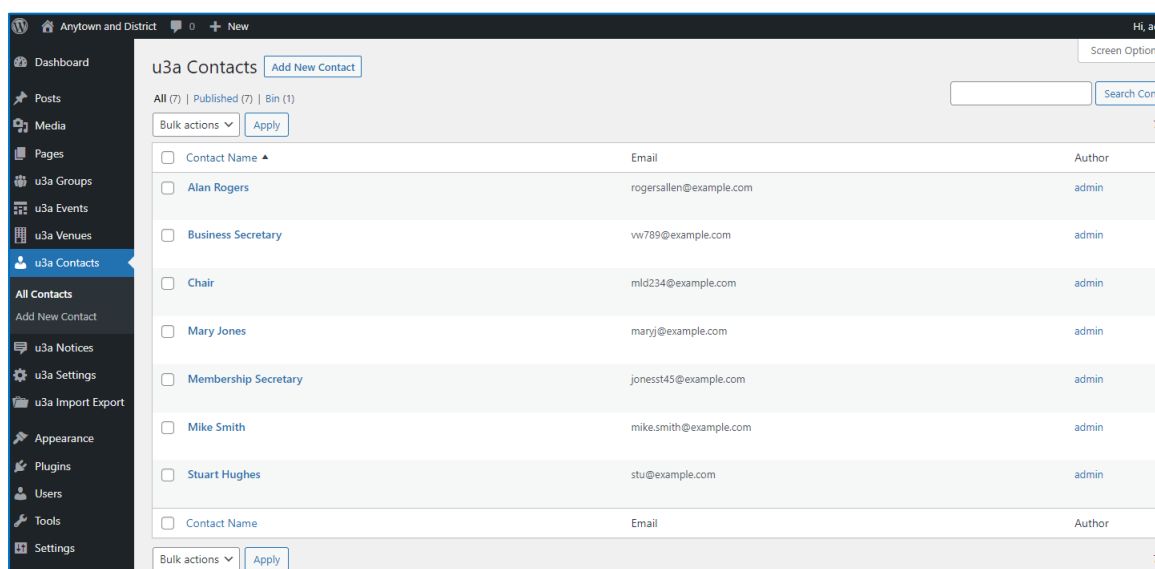 Anytown and District 0 + New Hi, a
Dashboard
Posts
Media
Pages
u3a Groups
u3a Events
u3a Venues
u3a Contacts
All Contacts
Add New Contact
u3a Notices
u3a Settings
u3a Import Export
Appearance
Plugins
Users
Tools
Settings
Screen Option
u3a Contacts Add New Contact
All (7) | Published (7) | Bin (1)
Search Con
Bulk actions Apply
Contact Name Email Author
Alan Rogers rogersallen@example.com admin
Business Secretary vw789@example.com admin
Chair mld234@example.com admin
Mary Jones maryj@example.com admin
Membership Secretary jonesst45@example.com admin
Mike Smith mike.smith@example.com admin
Stuart Hughes stu@example.com admin
Contact Name Email Author
Bulk actions Apply